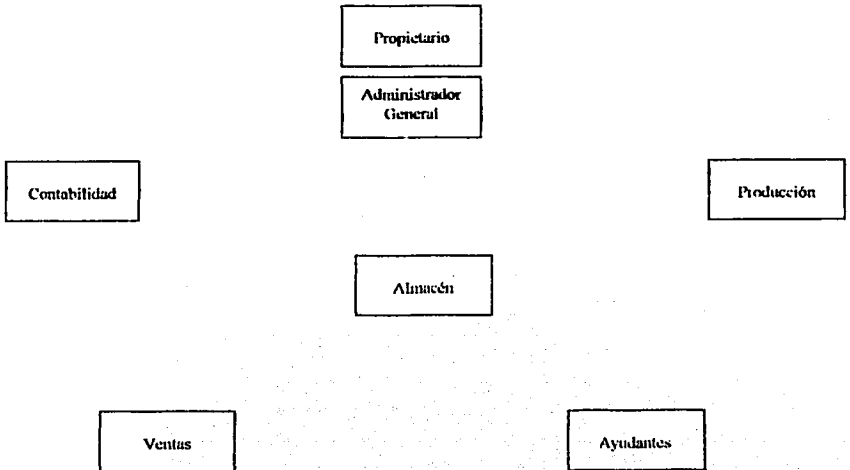 Propietario
Administrador
General
Contabilidad
Producción
Almacén
Ventas
Ayudantes